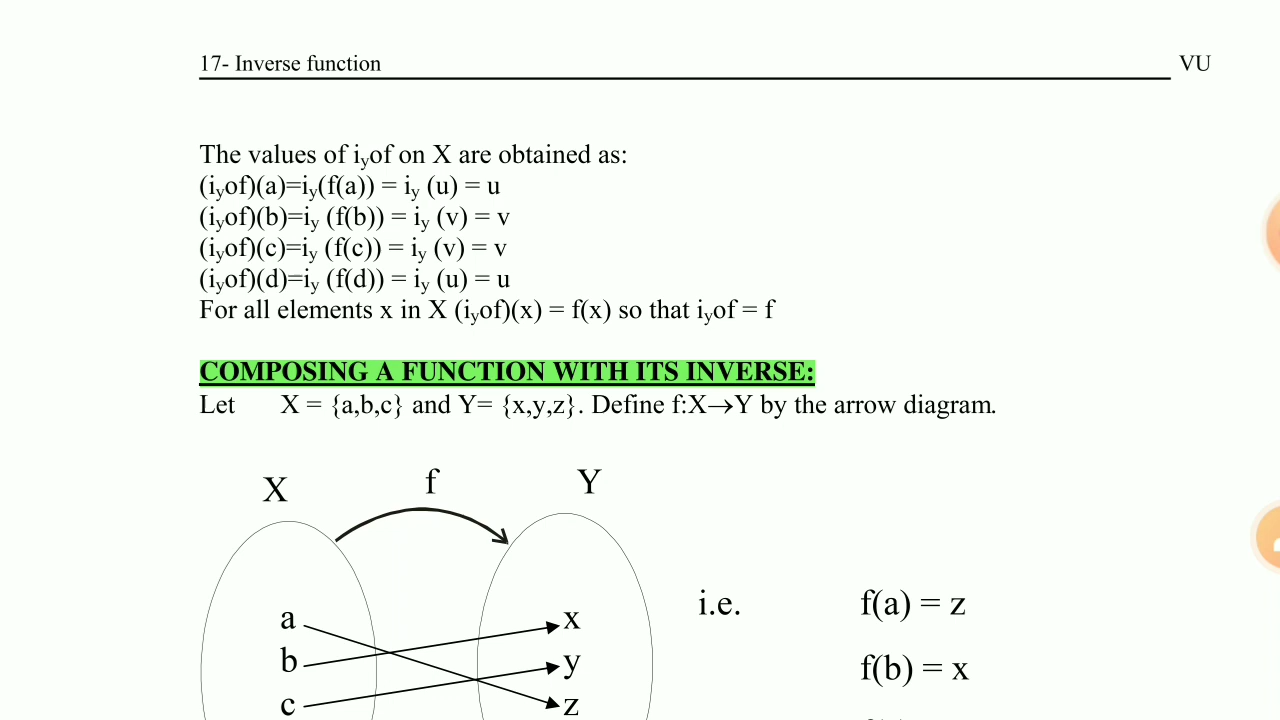 17- Inverse function VU
The values of iyof on X are obtained as:
(iyof)(a)=iy(f(a)) = iy (u) = u
(iyof)(b)=iy (f(b)) = iy (v) = v
(iyof)(c)=iy (f(c)) = iy (v) = v
(iyof)(d)=iy (f(d)) = iy (u) = u
For all elements x in X (iyof)(x) = f(x) so that iyof = f
COMPOSING A FUNCTION WITH ITS INVERSE:
Let X = {a,b,c} and Y= {x,y,z}. Define f:X→Y by the arrow diagram.
X f Y
a x
b y
c z
i.e. f(a) = z
f(b) = x